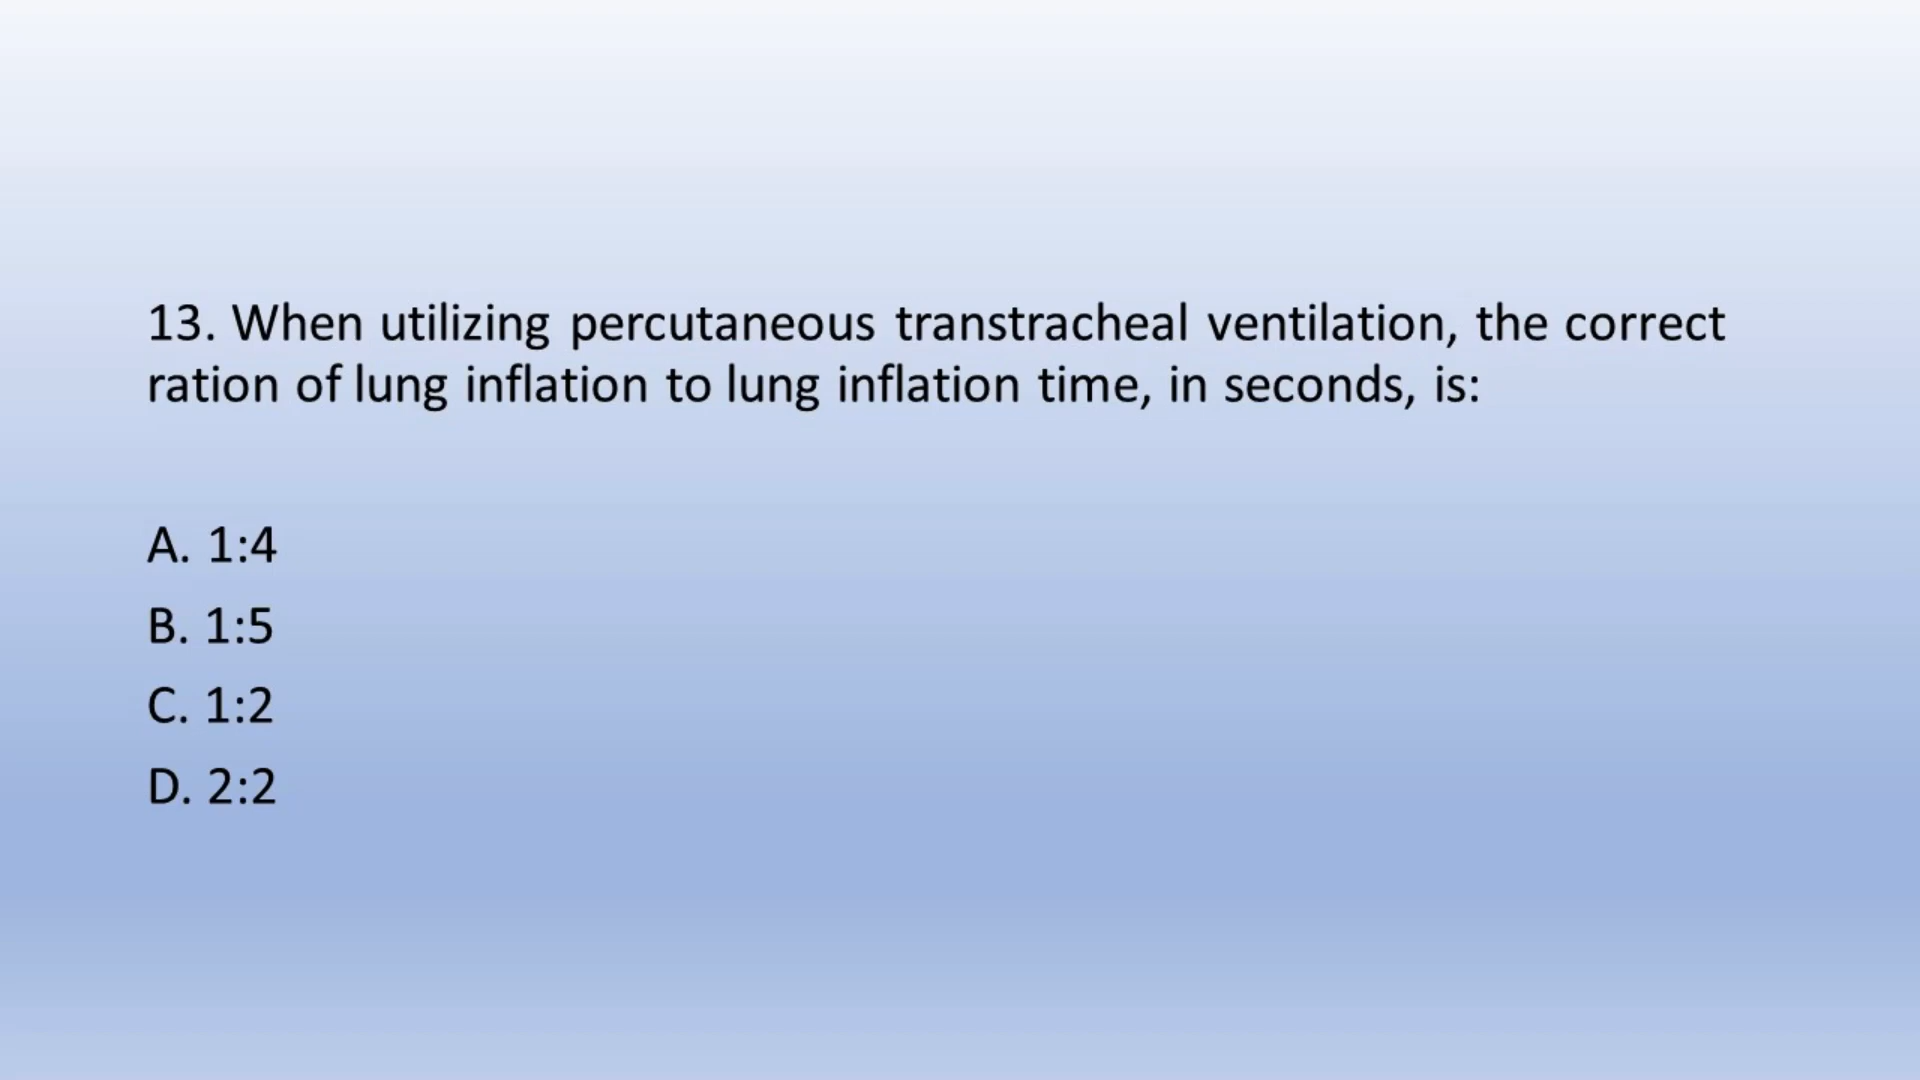 13. When utilizing percutaneous transtracheal ventilation, the correct
ration of lung inflation to lung inflation time, in seconds, is:
A. 1:4
B. 1:5
C. 1:2
D. 2:2